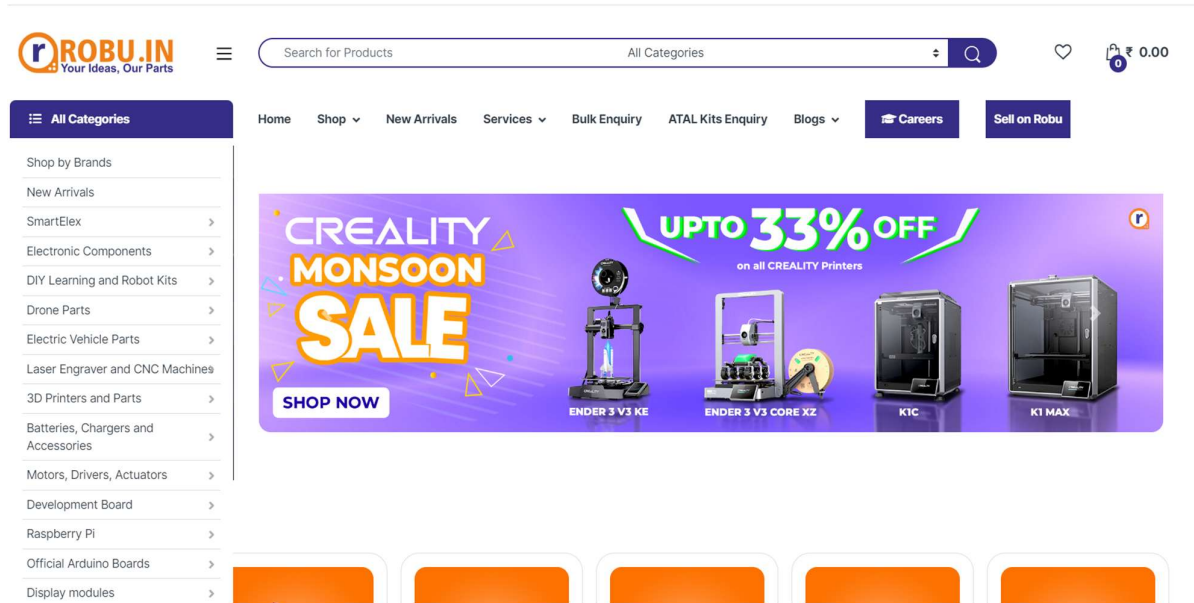 ROBU.IN
Your Ideas, Our Parts
Search for Products
All Categories
₹ 0.00
0
All Categories
Home
Shop
New Arrivals
Services
Bulk Enquiry
ATAL Kits Enquiry
Blogs
Careers
Sell on Robu
Shop by Brands
New Arrivals
SmartElex
Electronic Components
DIY Learning and Robot Kits
Drone Parts
Electric Vehicle Parts
Laser Engraver and CNC Machines
3D Printers and Parts
Batteries, Chargers and
Accessories
Motors, Drivers, Actuators
Development Board
Raspberry Pi
Official Arduino Boards
Display modules
CREALITY
MONSOON
SALE
SHOP NOW
UPTO 33% OFF
on all CREALITY Printers
ENDER 3 V3 KE
ENDER 3 V3 CORE XZ
K1C
K1 MAX